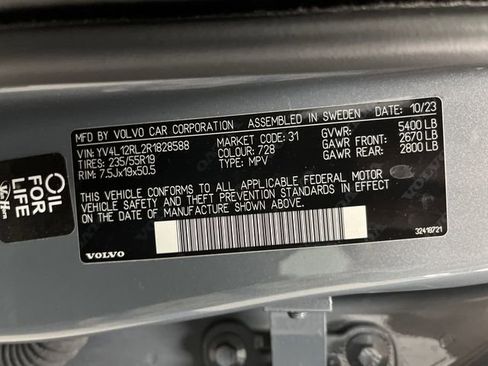 MFD BY VOLVO CAR CORPORATION ASSEMBLED IN SWEDEN 10/23
VIN: YV4L12RL2R1828588 MARKET CODE: 31 GVWR: 5400 LB
TIRES: 235/55R19 COLOUR: 728 GAWR FRONT: 2670 LB
RIM: 7.5Jx19x50.5 TYPE: MPV GAWR REAR: 2800 LB
THIS VEHICLE CONFORMS TO ALL APPLICABLE FEDERAL MOTOR
VEHICLE SAFETY AND THEFT PREVENTION STANDARDS IN EFFECT
ON THE DATE OF MANUFACTURE SHOWN ABOVE.
VOLVO 32418721
OIL
FOR
LIFE